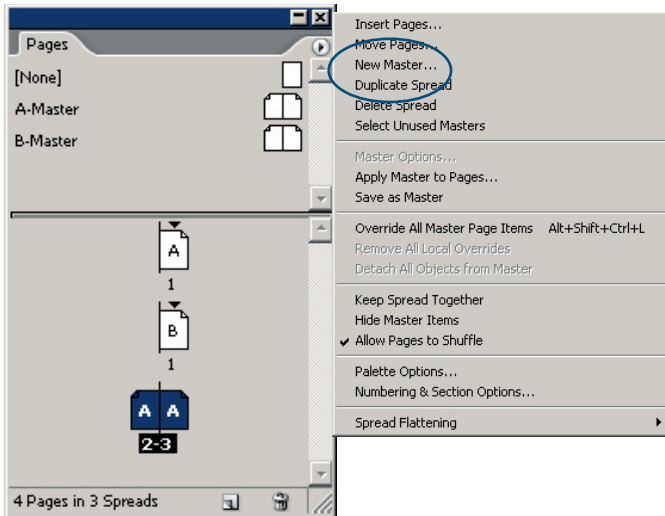 Pages
[None]
A-Master
B-Master
A
1
B
1
A A
2-3
4 Pages in 3 Spreads
Insert Pages...
Move Pages...
New Master...
Duplicate Spread
Delete Spread
Select Unused Masters
Master Options...
Apply Master to Pages...
Save as Master
Override All Master Page Items Alt+Shift+Ctrl+L
Remove All Local Overrides
Detach All Objects from Master
Keep Spread Together
Hide Master Items
Allow Pages to Shuffle
Palette Options...
Numbering & Section Options...
Spread Flattening